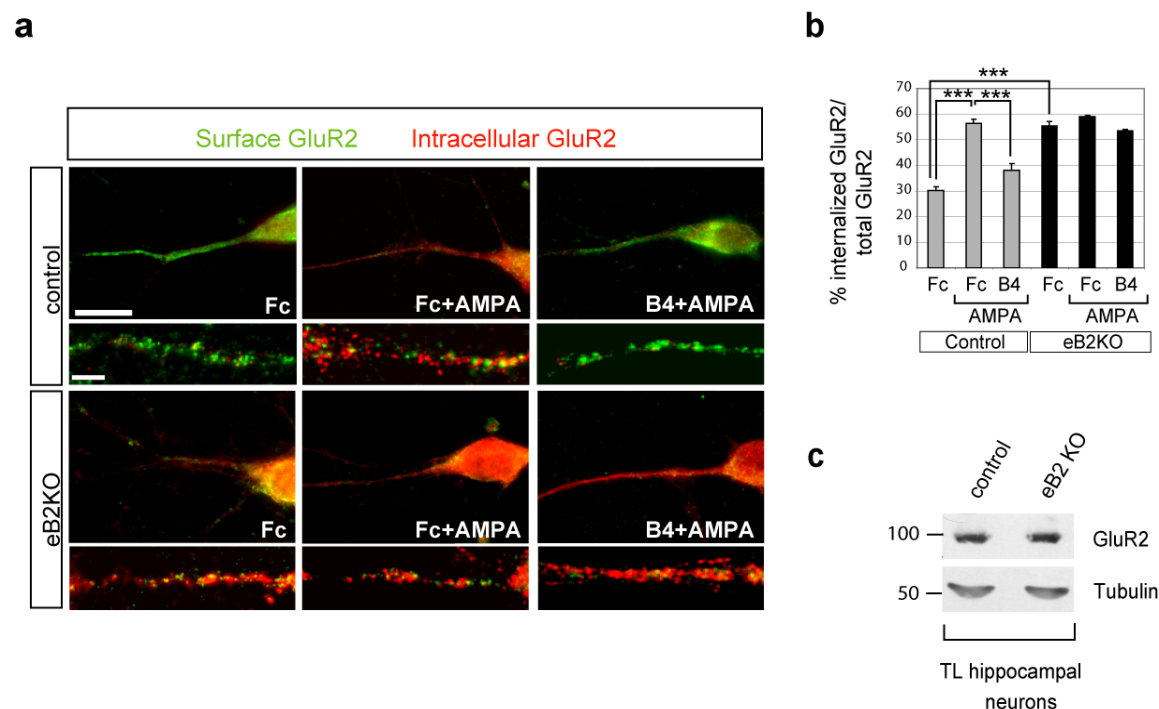 a
Surface GluR2 Intracellular GluR2
control
Fc
Fc+AMPA
B4+AMPA
eB2KO
Fc
Fc+AMPA
B4+AMPA
b
% internalized GluR2/
total GluR2
70
60
50
40
30
20
10
0
***
*** ***
Fc Fc B4 Fc Fc B4
AMPA AMPA
Control eB2KO
c
control eB2 KO
100 GluR2
50 Tubulin
TL hippocampal
neurons